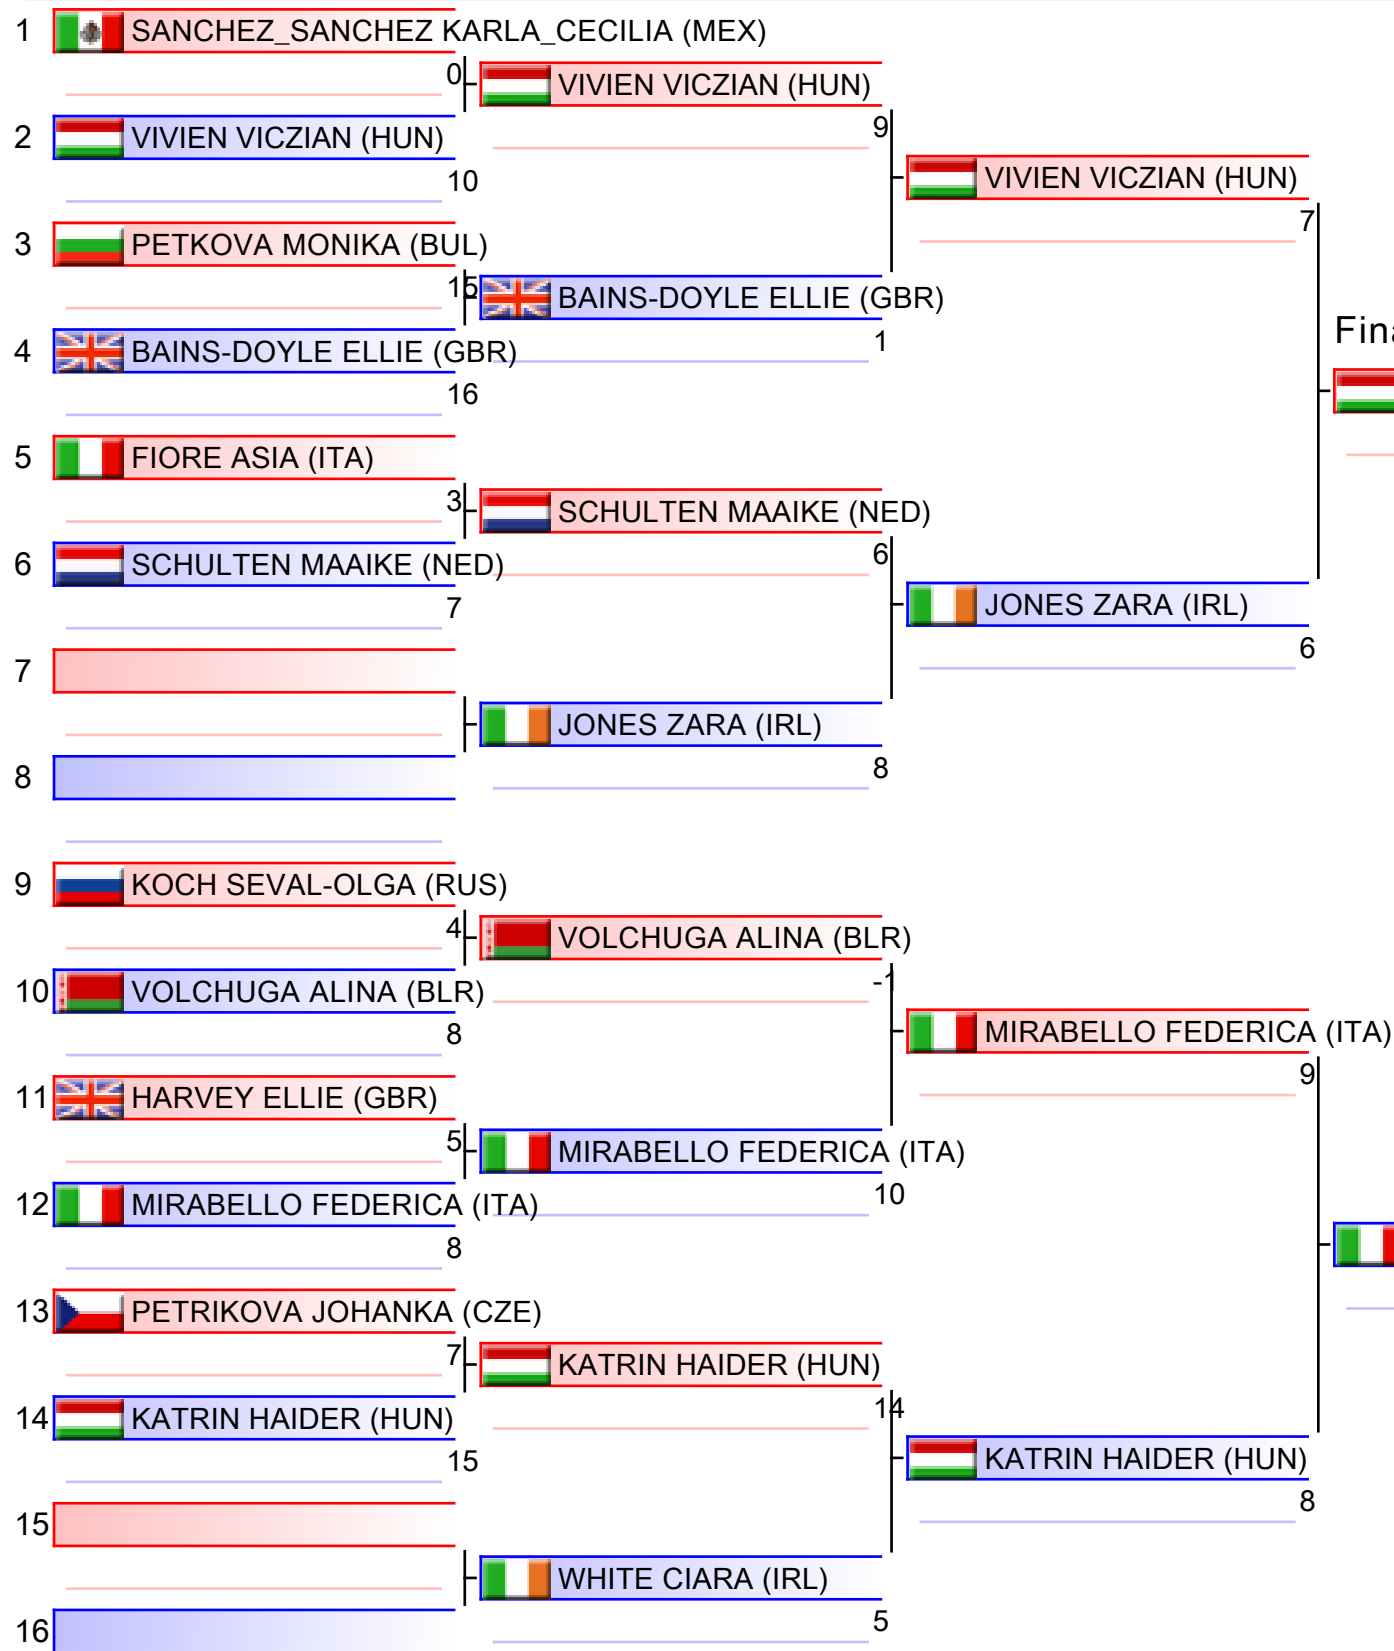 1 SANCHEZ_SANCHEZ KARLA_CECILIA (MEX)
0 VIVIEN VICZIAN (HUN)
9
2 VIVIEN VICZIAN (HUN)
10
VIVIEN VICZIAN (HUN)
7
3 PETKOVA MONIKA (BUL)
15 BAINS-DOYLE ELLIE (GBR)
1
4 BAINS-DOYLE ELLIE (GBR)
16
5 FIORE ASIA (ITA)
3 SCHULTEN MAAIKE (NED)
6
6 SCHULTEN MAAIKE (NED)
7
JONES ZARA (IRL)
6
7
JONES ZARA (IRL)
8
8
9 KOCH SEVAL-OLGA (RUS)
4 VOLCHUGA ALINA (BLR)
-1
10 VOLCHUGA ALINA (BLR)
8
MIRABELLO FEDERICA (ITA)
9
11 HARVEY ELLIE (GBR)
5 MIRABELLO FEDERICA (ITA)
10
12 MIRABELLO FEDERICA (ITA)
8
13 PETRIKOVA JOHANKA (CZE)
7 KATRIN HAIDER (HUN)
14
14 KATRIN HAIDER (HUN)
15
KATRIN HAIDER (HUN)
8
15
WHITE CIARA (IRL)
5
16